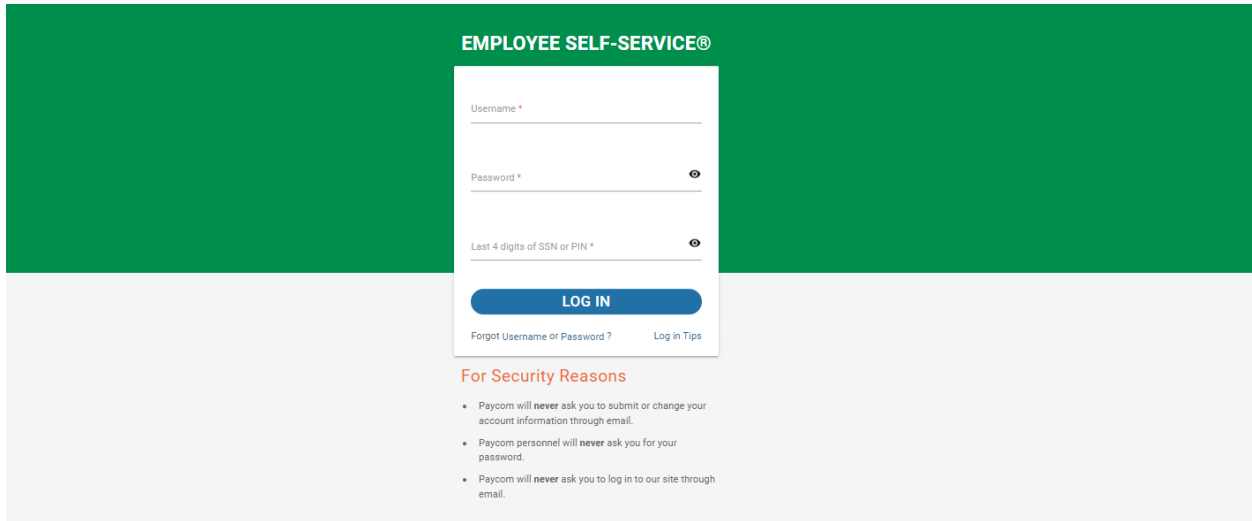 EMPLOYEE SELF-SERVICE®
Username *
Password *
Last 4 digits of SSN or PIN *
LOG IN
Forgot Username or Password ? Log in Tips
For Security Reasons
• Paycom will never ask you to submit or change your
account information through email.
• Paycom personnel will never ask you for your
password.
• Paycom will never ask you to log in to our site through
email.